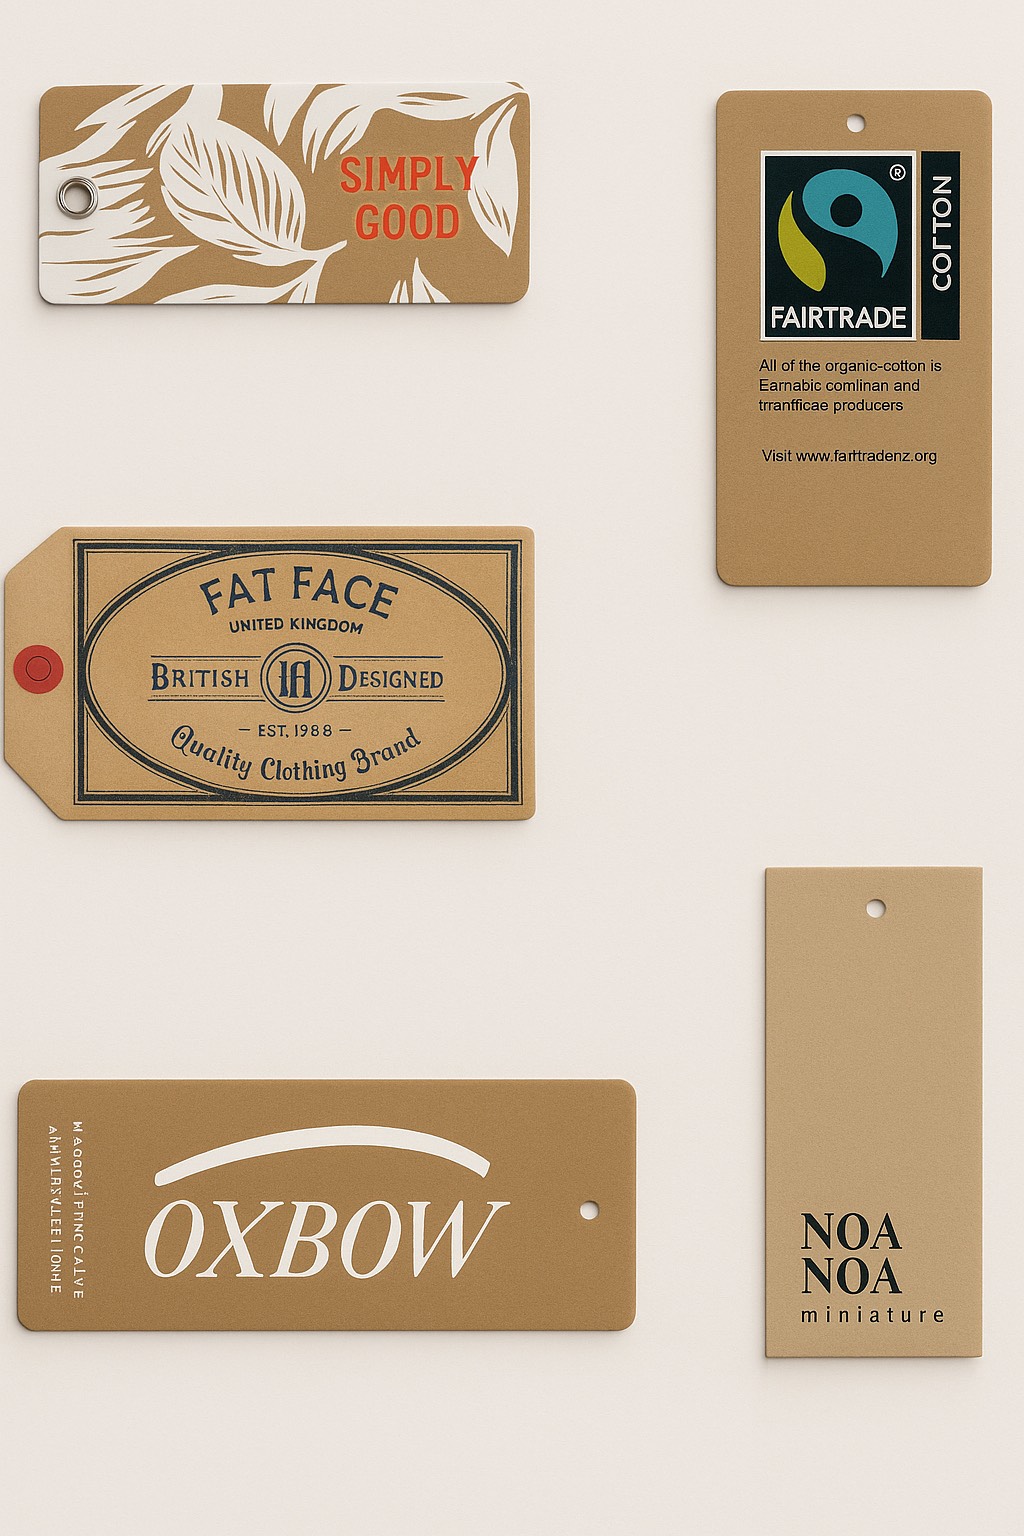 SIMPLY
GOOD
®
FAIRTRADE
COTTON
All of the organic-cotton is
Earnabic comlinan and
trranfficae producers
Visit www.fairtradenz.org
FAT FACE
UNITED KINGDOM
BRITISH DESIGNED
– EST. 1988 –
Quality Clothing Brand
OXBOW
NOA
NOA
miniature